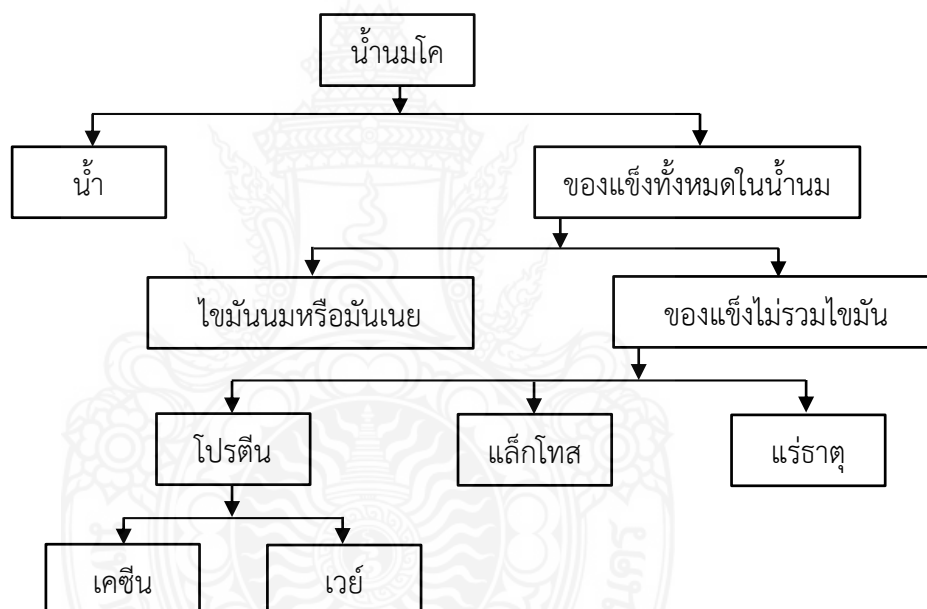 น้ำนมโค
น้ำ
ของแข็งทั้งหมดในน้ำนม
ไขมันนมหรือมันเนย
ของแข็งไม่รวมไขมัน
โปรตีน
แล็กโทส
แร่ธาตุ
เคซีน
เวย์